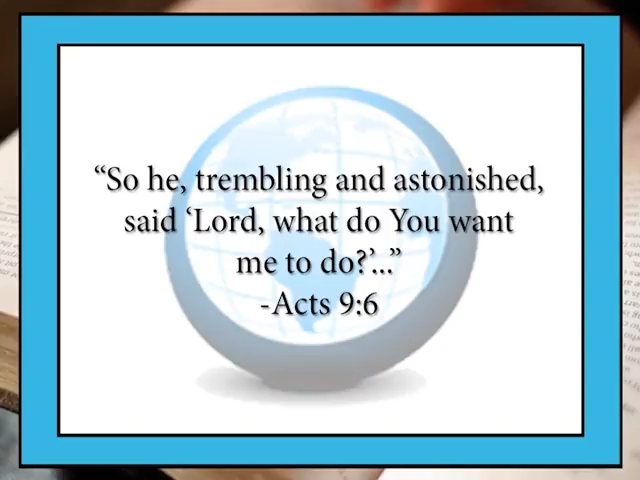 “So he, trembling and astonished,
said ‘Lord, what do You want
me to do?’...”
-Acts 9:6